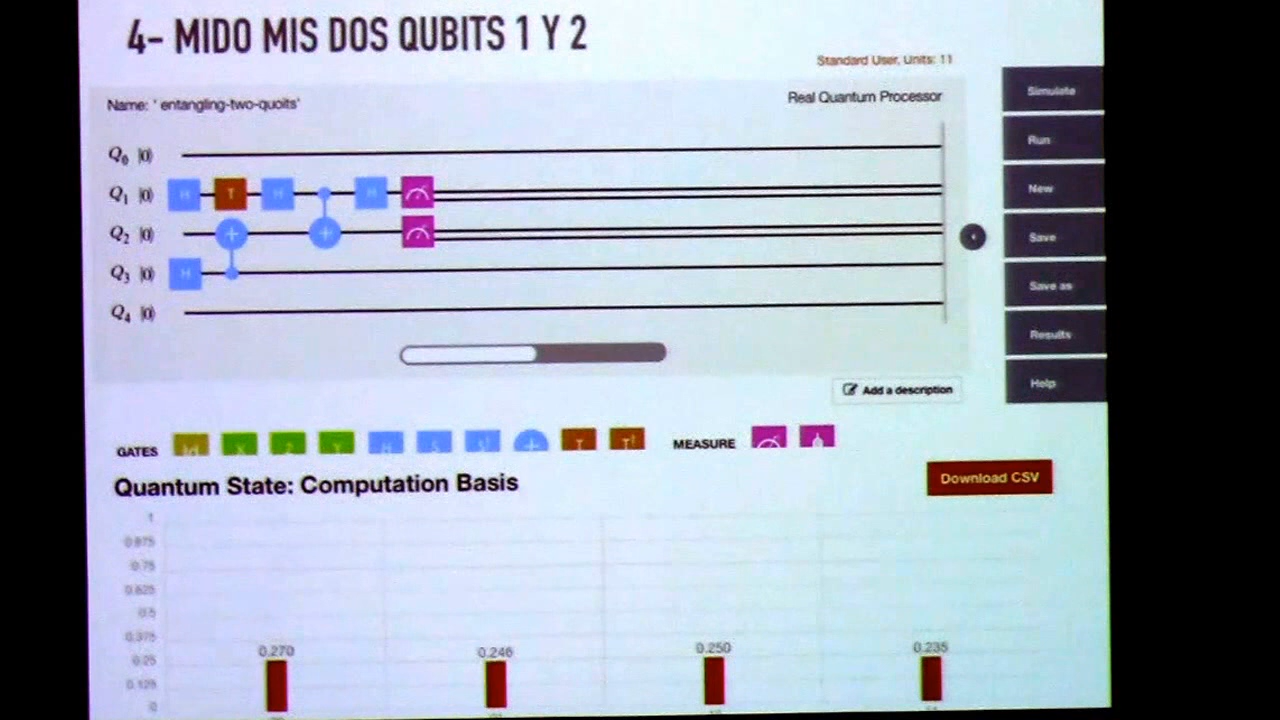 4- MIDO MIS DOS QUBITS 1 Y 2
Standard User, Units: 11
Name: ' entangling-two-quoits'
Real Quantum Processor
Simulate
Run
New
Save
Save as
Results
Help
Q0 |0⟩
Q1 |0⟩ H T H H
Q2 |0⟩ + +
Q3 |0⟩ H
Q4 |0⟩
Add a description
GATES Id X Z Y H S S† + T T† MEASURE
Quantum State: Computation Basis
Download CSV
1
0.875
0.75
0.625
0.5
0.375
0.25
0.125
0
0.270 0.246 0.250 0.235